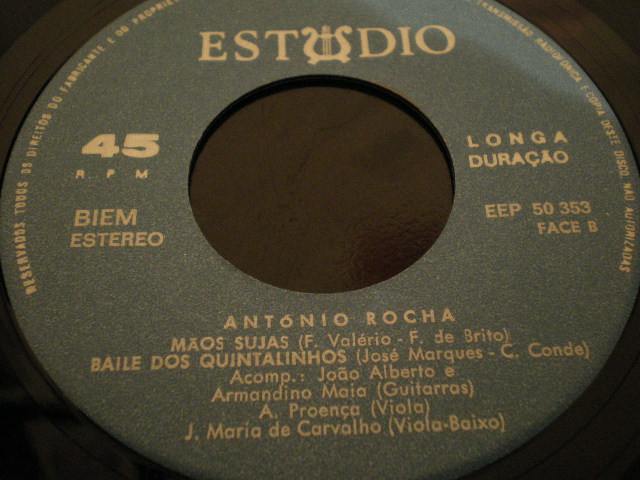 RESERVADOS TODOS OS DIREITOS DO FABRICANTE E DO PROPRIE
TRANSMISSÃO RADIOFÓNICA E CÓPIA DESTE DISCO, NÃO AUTORIZADAS
ESTÚDIO
45
R. P M
LONGA
DURAÇÃO
BIEM
ESTEREO
EEP 50 353
FACE B
ANTÓNIO ROCHA
MÃOS SUJAS (F. Valério - F. de Brito)
BAILE DOS QUINTALINHOS (José Marques - C. Conde)
Acomp.: João Alberto e
Armandino Maia (Guitarras)
A. Proença (Viola)
J. Maria de Carvalho (Viola-Baixo)